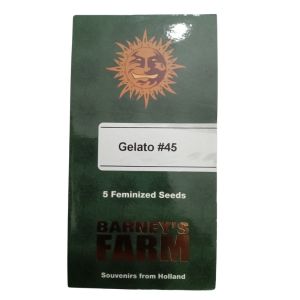 Gelato #45
5 Feminized Seeds
BARNEY'S
FARM
Souvenirs from Holland